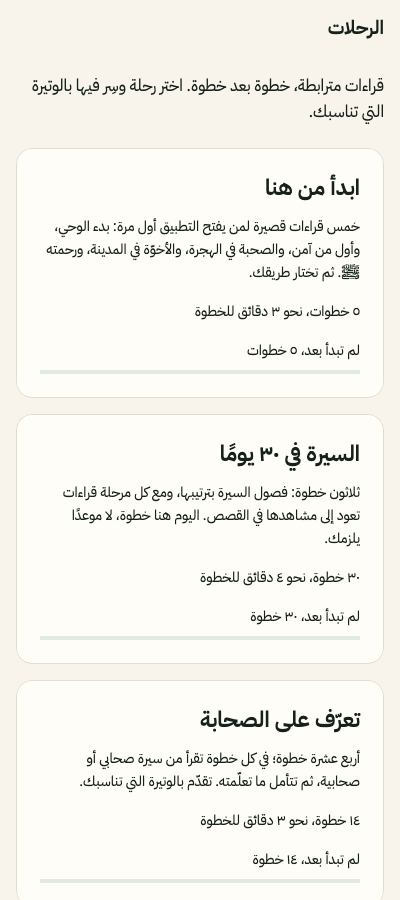 الرحلات
قراءات مترابطة، خطوة بعد خطوة. اختر رحلة وسِر فيها بالوتيرة
التي تناسبك.
ابدأ من هنا
خمس قراءات قصيرة لمن يفتح التطبيق أول مرة: بدء الوحي،
وأول من آمن، والصحبة في الهجرة، والأخوّة في المدينة، ورحمته
ﷺ. ثم تختار طريقك.
٥ خطوات، نحو ٣ دقائق للخطوة
لم تبدأ بعد، ٥ خطوات
السيرة في ٣٠ يومًا
ثلاثون خطوة: فصول السيرة بترتيبها، ومع كل مرحلة قراءات
تعود إلى مشاهدها في القصص. اليوم هنا خطوة، لا موعدًا
يلزمك.
٣٠ خطوة، نحو ٤ دقائق للخطوة
لم تبدأ بعد، ٣٠ خطوة
تعرّف على الصحابة
أربع عشرة خطوة؛ في كل خطوة تقرأ من سيرة صحابي أو
صحابية، ثم تتأمل ما تعلّمته. تقدّم بالوتيرة التي تناسبك.
١٤ خطوة، نحو ٣ دقائق للخطوة
لم تبدأ بعد، ١٤ خطوة